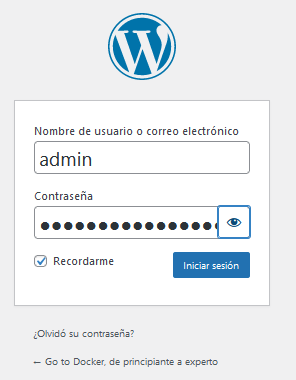 Nombre de usuario o correo electrónico
admin
Contraseña
Recordarme
Iniciar sesión
¿Olvidó su contraseña?
← Go to Docker, de principiante a experto